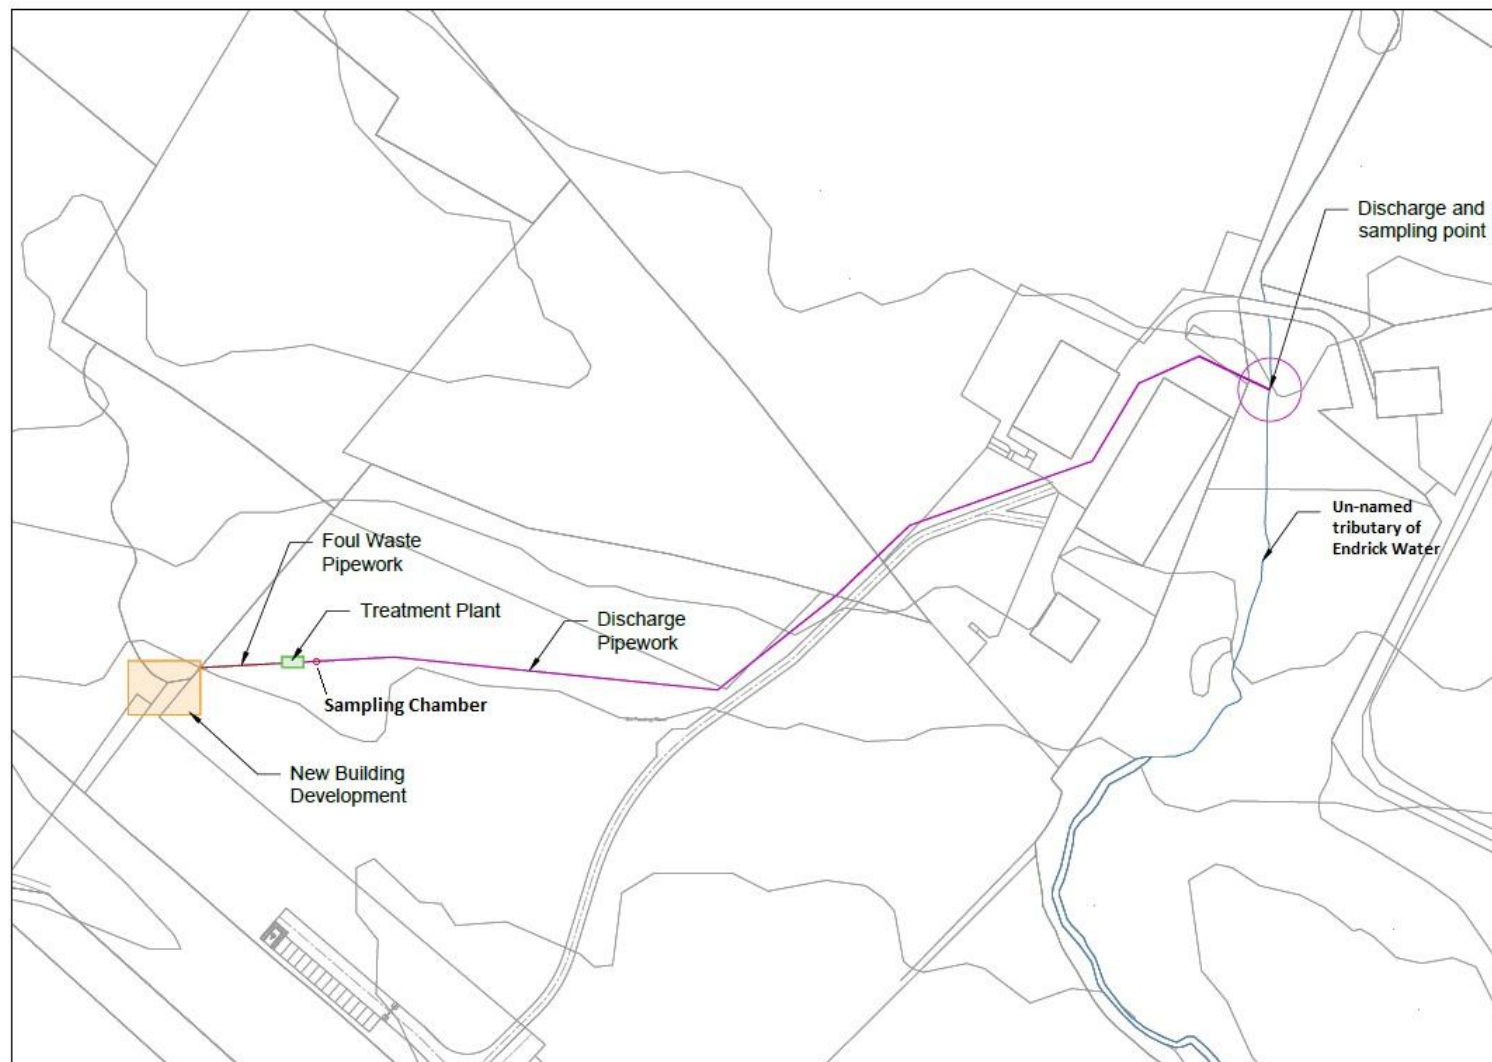 Discharge and
sampling point
Un-named
tributary of
Endrick Water
Foul Waste
Pipework
Treatment Plant
Discharge
Pipework
Sampling Chamber
New Building
Development